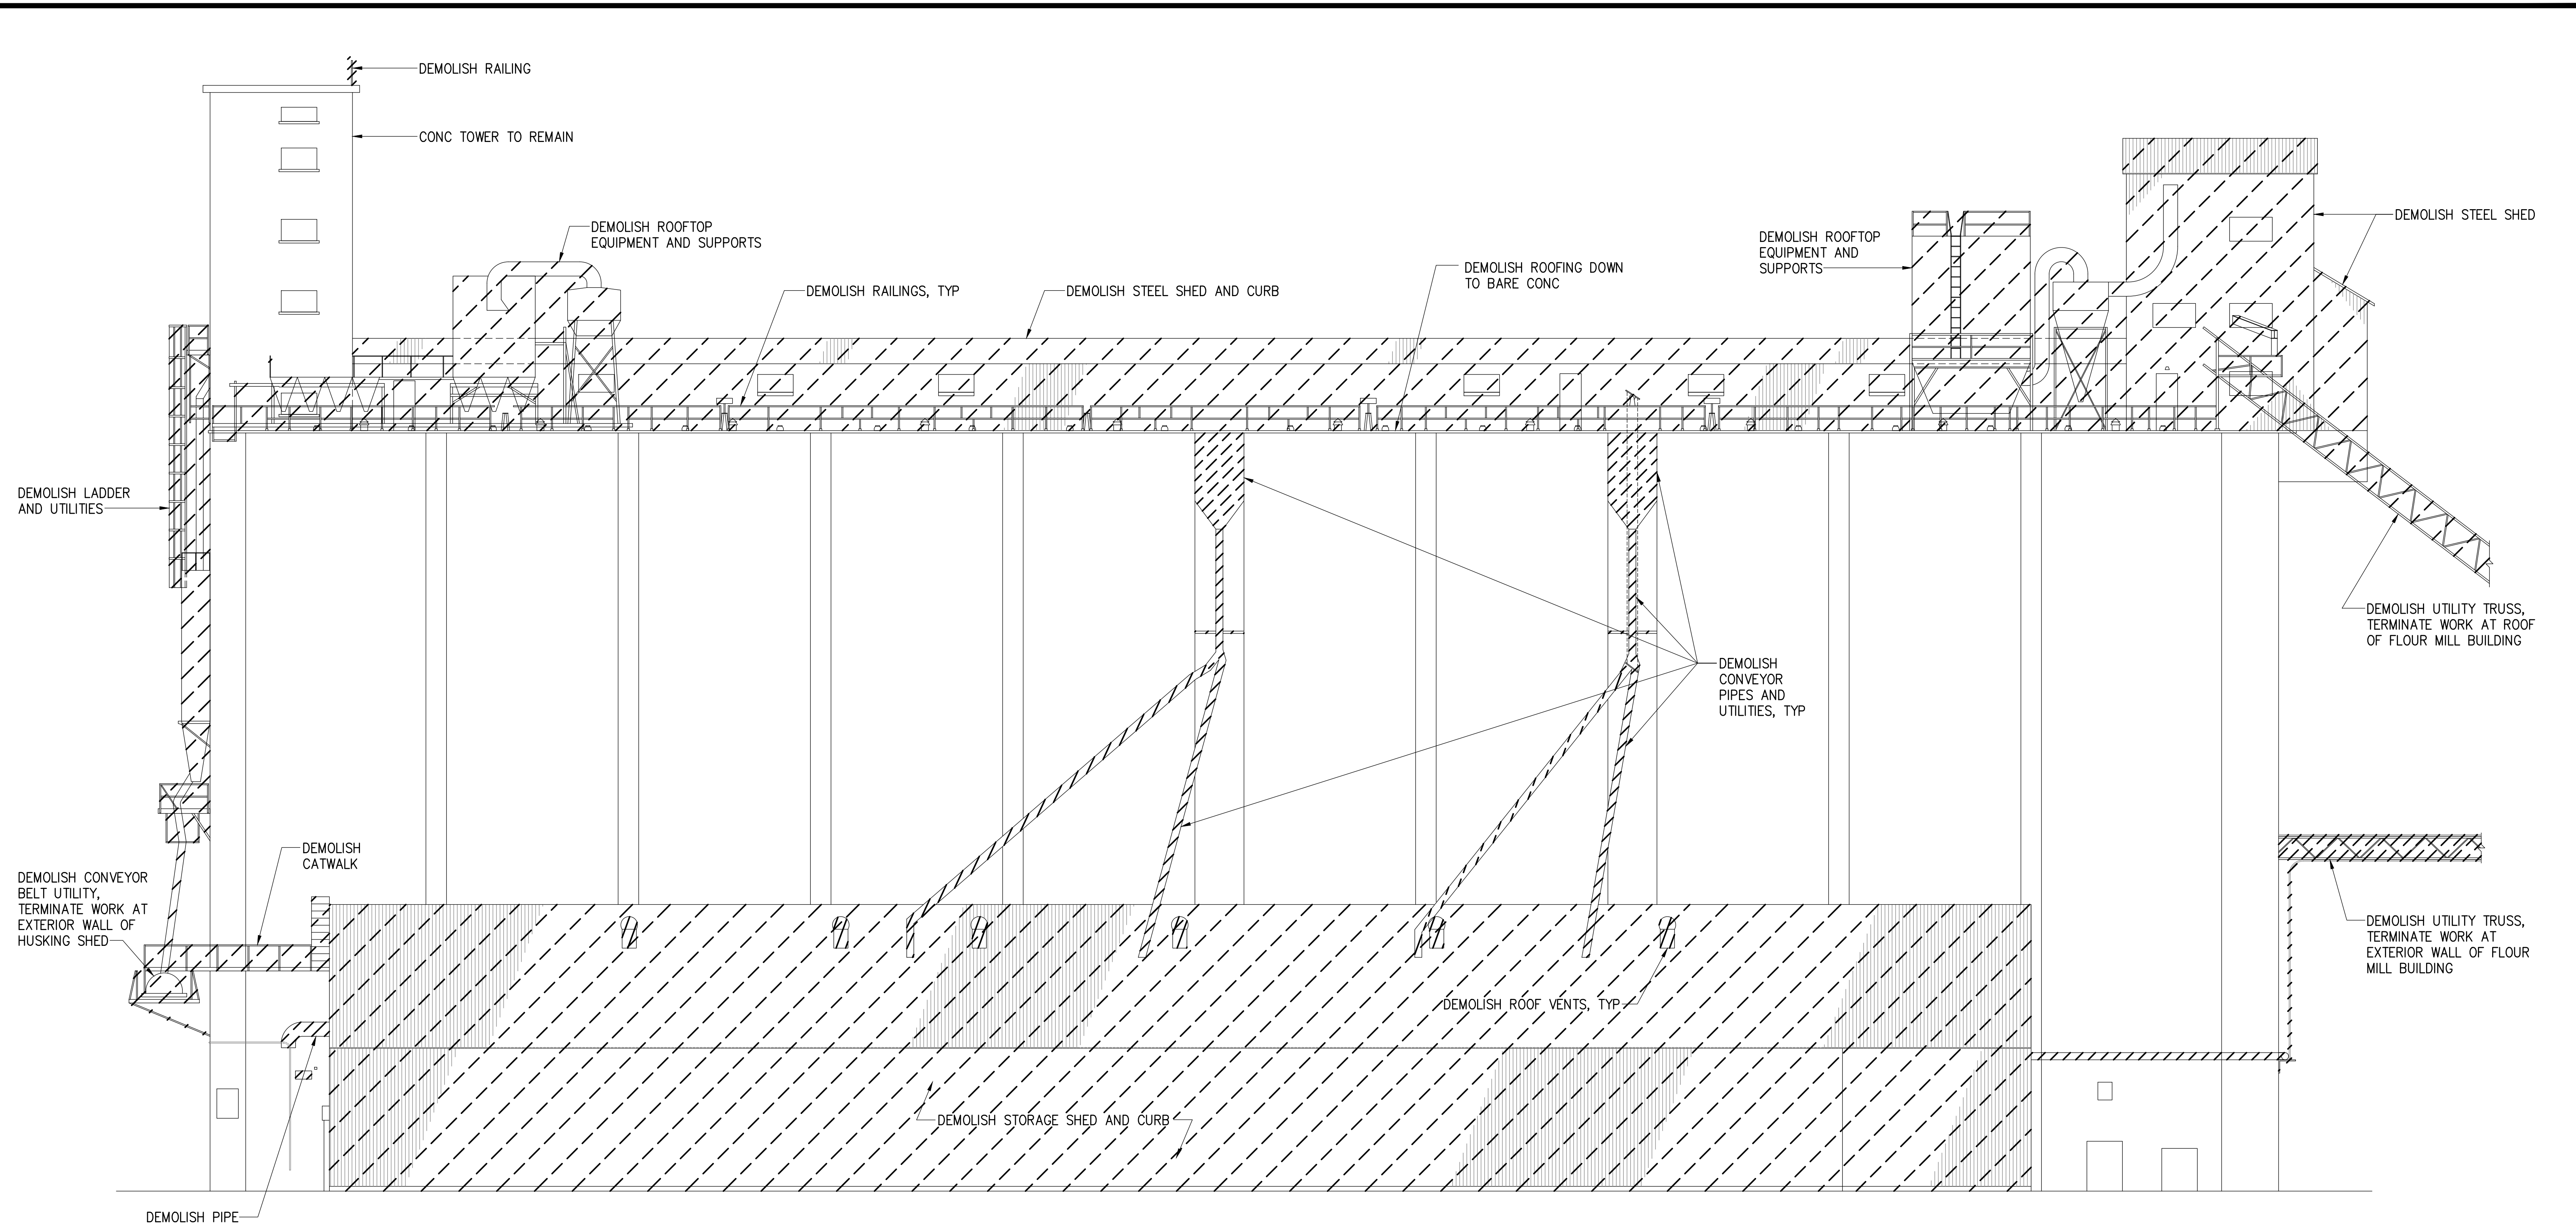 DEMOLISH RAILING
CONC TOWER TO REMAIN
DEMOLISH ROOFTOP
EQUIPMENT AND SUPPORTS
DEMOLISH RAILINGS, TYP
DEMOLISH STEEL SHED AND CURB
DEMOLISH ROOFING DOWN
TO BARE CONC
DEMOLISH ROOFTOP
EQUIPMENT AND
SUPPORTS
DEMOLISH STEEL SHED
DEMOLISH LADDER
AND UTILITIES
DEMOLISH UTILITY TRUSS,
TERMINATE WORK AT ROOF
OF FLOUR MILL BUILDING
DEMOLISH
CONVEYOR
PIPES AND
UTILITIES, TYP
DEMOLISH
CATWALK
DEMOLISH CONVEYOR
BELT UTILITY,
TERMINATE WORK AT
EXTERIOR WALL OF
HUSKING SHED
DEMOLISH UTILITY TRUSS,
TERMINATE WORK AT
EXTERIOR WALL OF FLOUR
MILL BUILDING
DEMOLISH ROOF VENTS, TYP
DEMOLISH STORAGE SHED AND CURB
DEMOLISH PIPE